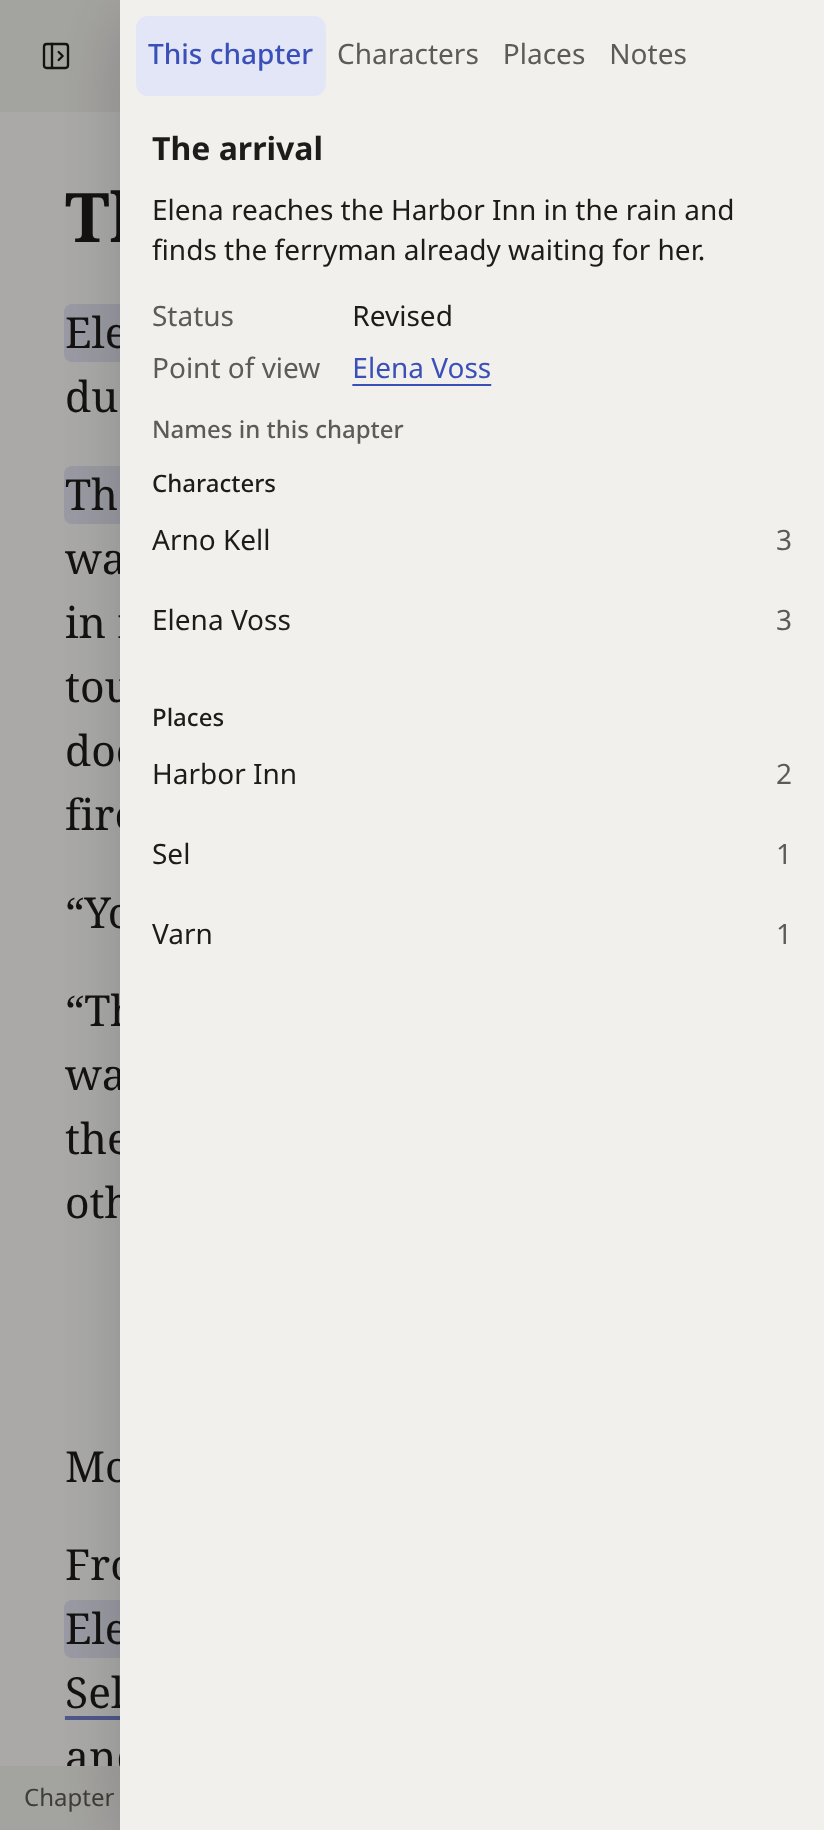 This chapter Characters Places Notes
The arrival
Elena reaches the Harbor Inn in the rain and
finds the ferryman already waiting for her.
Status Revised
Point of view Elena Voss
Names in this chapter
Characters
Arno Kell 3
Elena Voss 3
Places
Harbor Inn 2
Sel 1
Varn 1
in
Sel
Chapter